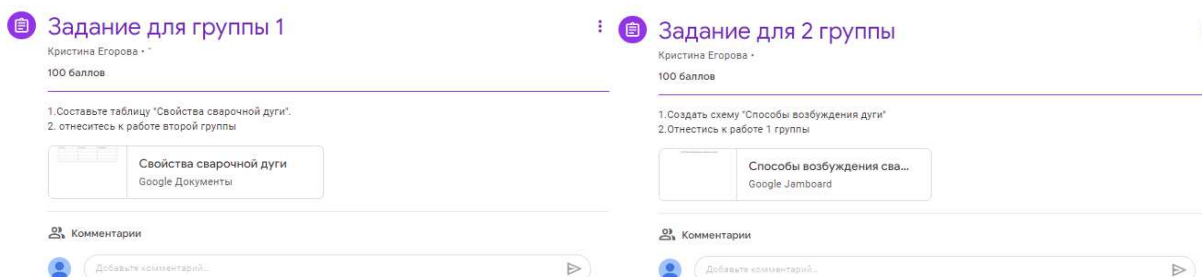 Задание для группы 1
Кристина Егорова •
100 баллов
1.Составьте таблицу "Свойства сварочной дуги".
2. отнеситесь к работе второй группы
Свойства сварочной дуги
Google Документы
Комментарии
Добавьте комментарий...
Задание для 2 группы
Кристина Егорова •
100 баллов
1.Создать схему "Способы возбуждения дуги"
2.Отнестись к работе 1 группы
Способы возбуждения сва...
Google Jamboard
Комментарии
Добавьте комментарий...